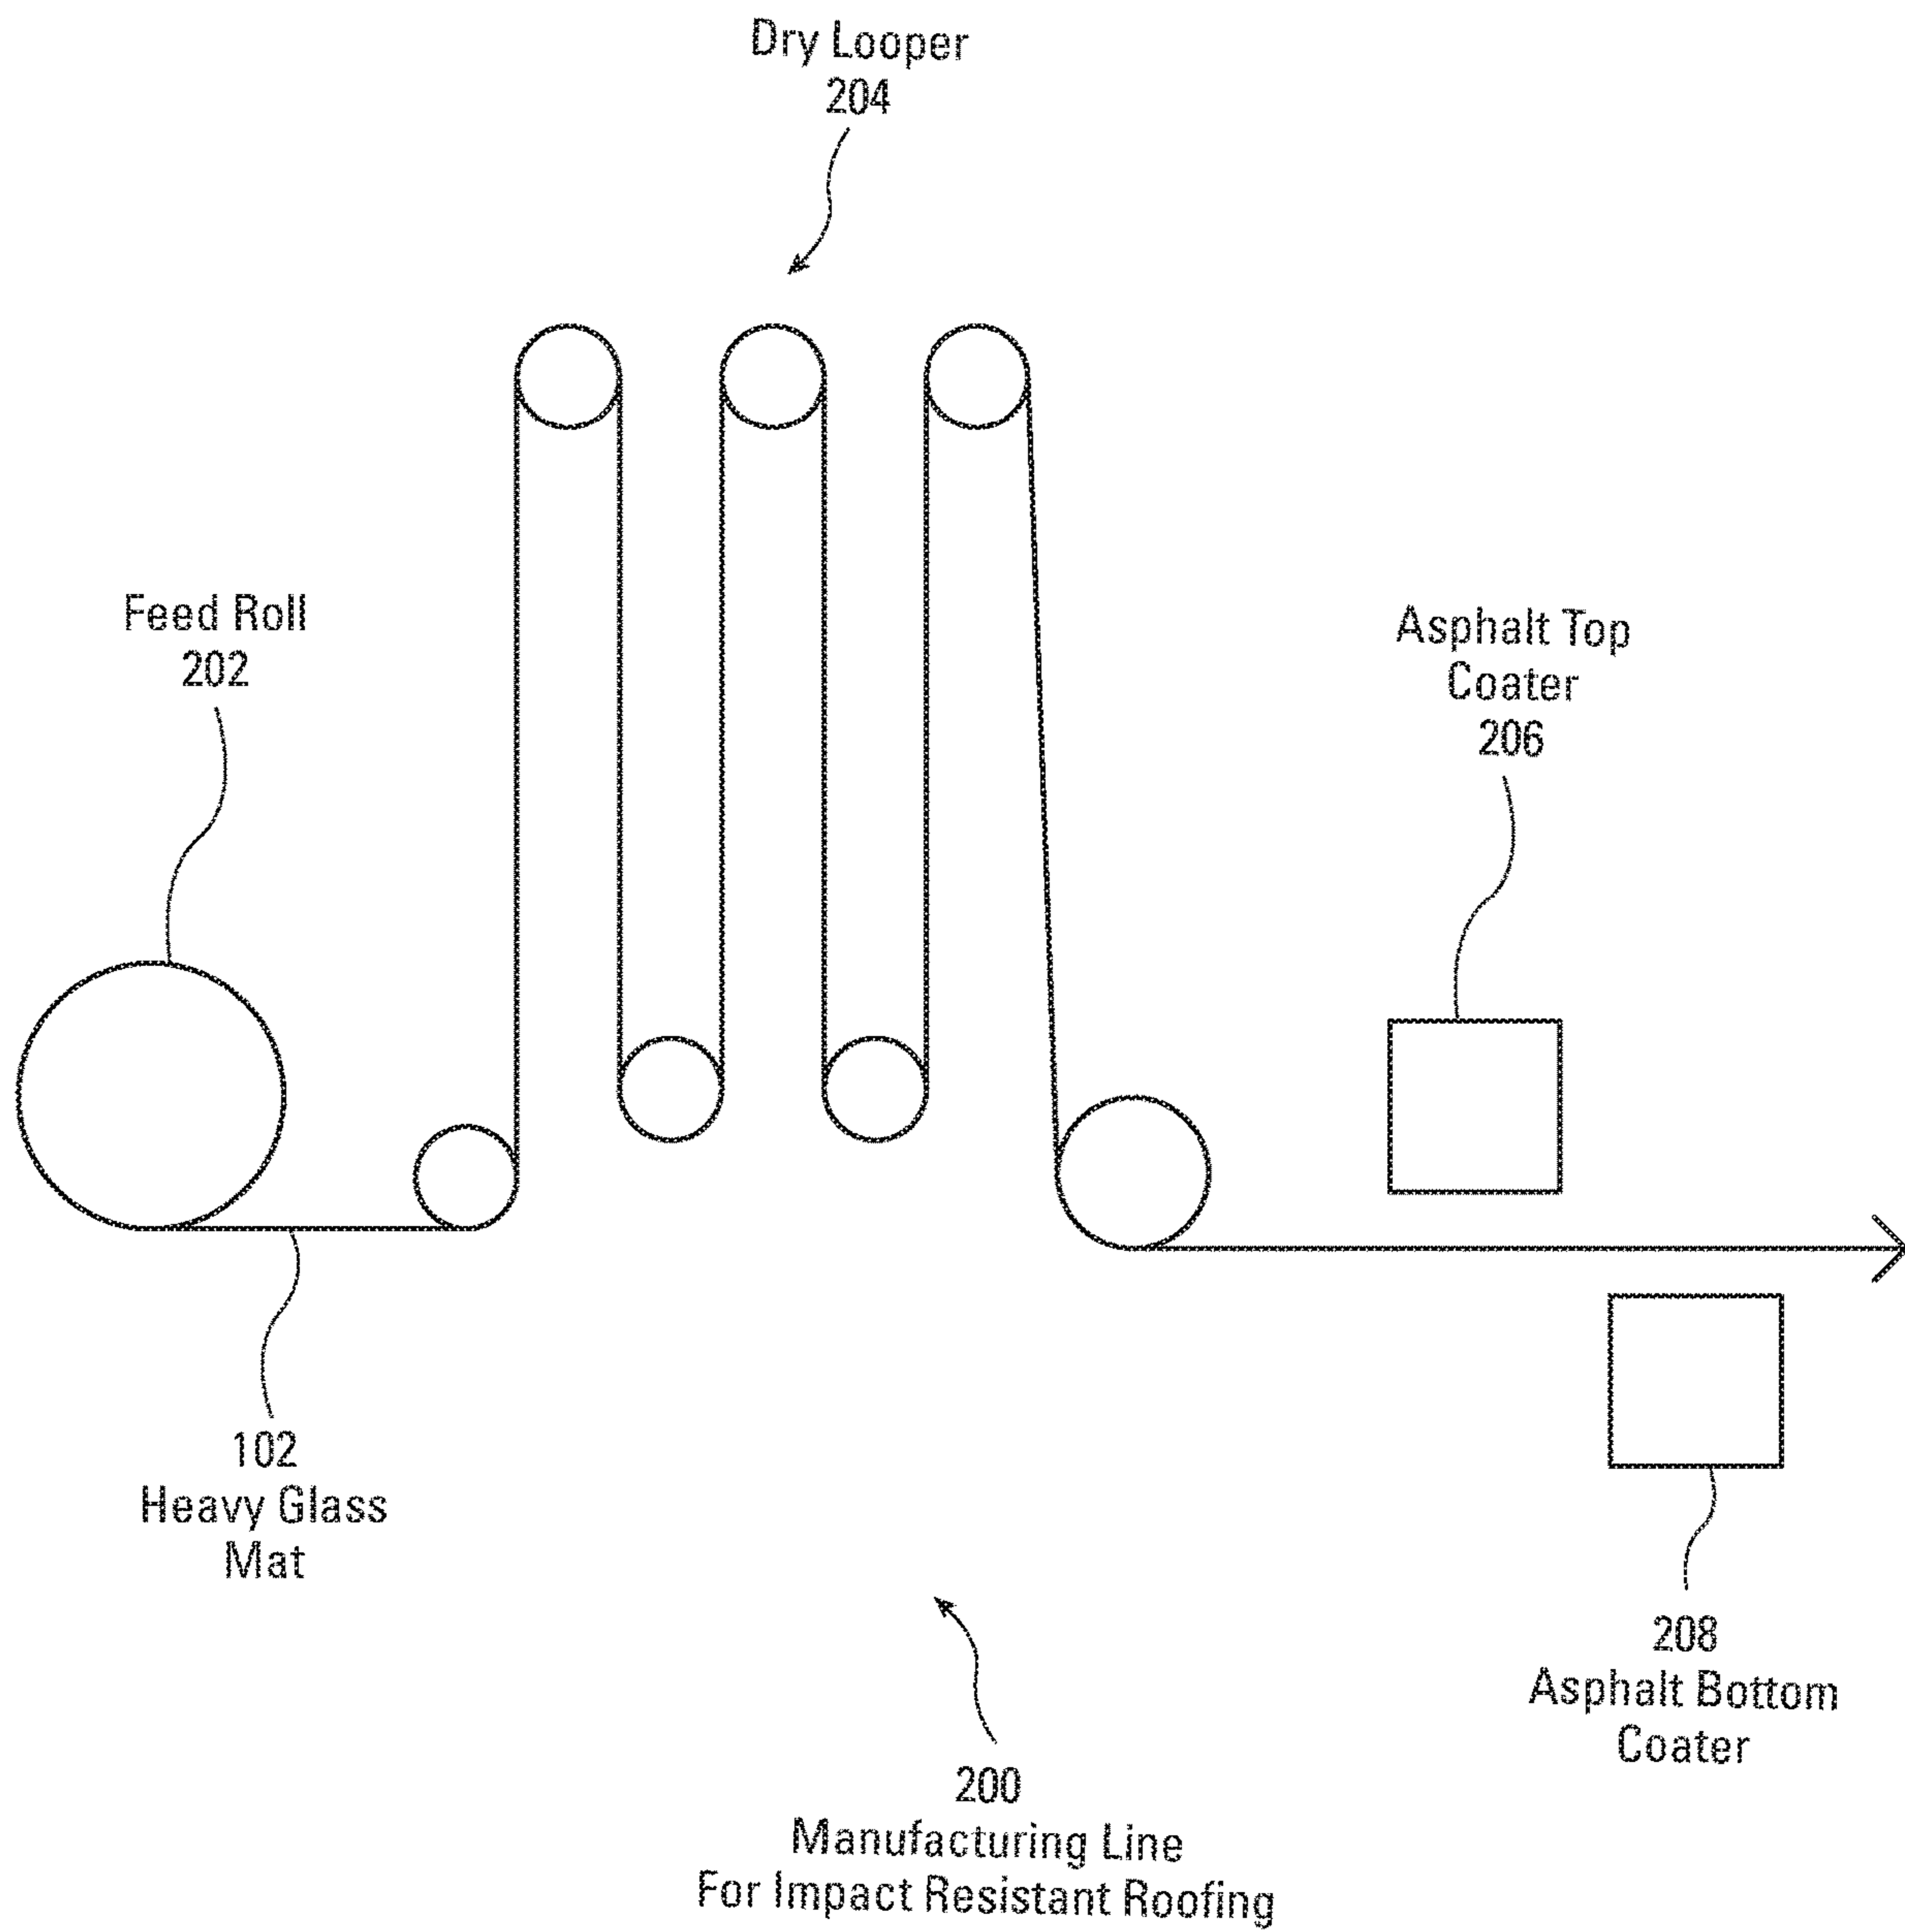 Dry Looper
204
Feed Roll
202
Asphalt Top
Coater
206
102
Heavy Glass
Mat
208
Asphalt Bottom
Coater
200
Manufacturing Line
For Impact Resistant Roofing